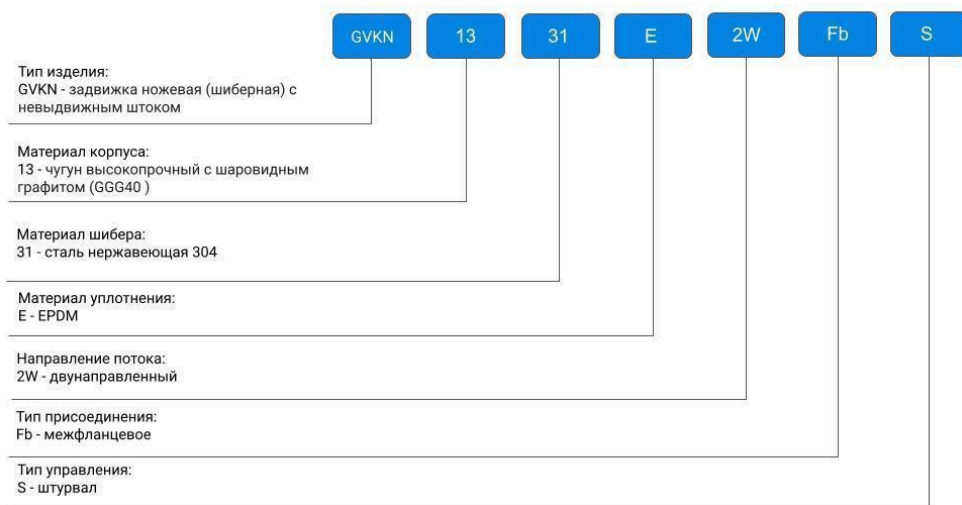 GVKN 13 31 E 2W Fb S
Тип изделия:
GVKN - задвижка ножевая (шиберная) с
невыдвижным штоком
Материал корпуса:
13 - чугун высокопрочный с шаровидным
графитом (GGG40 )
Материал шибера:
31 - сталь нержавеющая 304
Материал уплотнения:
E - EPDM
Направление потока:
2W - двунаправленный
Тип присоединения:
Fb - межфланцевое
Тип управления:
S - штурвал